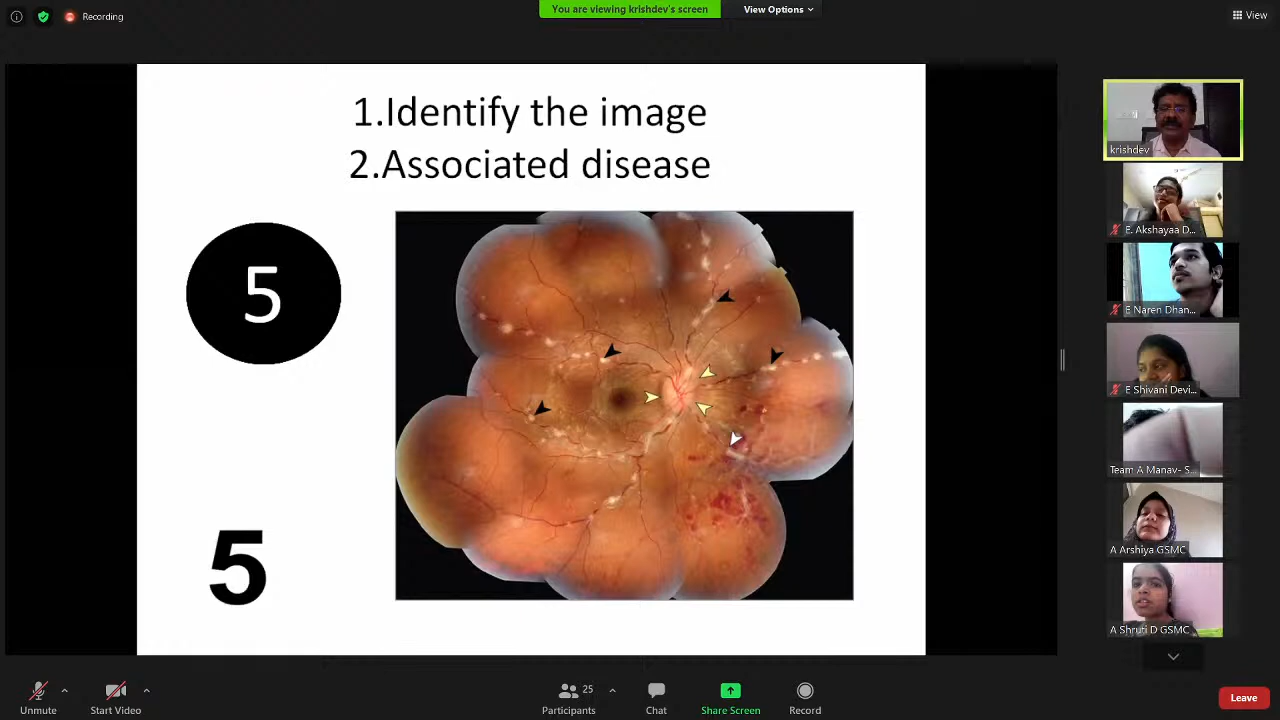 Recording
You are viewing krishdev's screen
View Options
View
1.Identify the image
2.Associated disease
5
5
krishdev
E. Akshayaa D...
E Naren Dhan...
E Shivani Devi...
Team A Manav- S...
A Arshiya GSMC
A Shruti D GSMC
Unmute
Start Video
25
Participants
Chat
Share Screen
Record
Leave